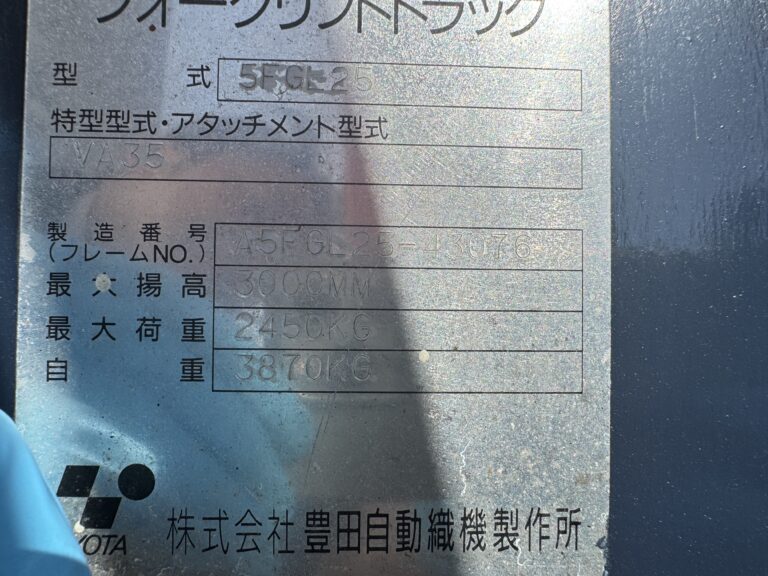 フォークリフトトラック
型式 5FGL25
特型型式・アタッチメント型式
VA35
製造番号 A5FGL25-43076
(フレームNO.)
最大揚高 3000MM
最大荷重 2450KG
自重 3870KG
株式会社 豊田自動織機製作所